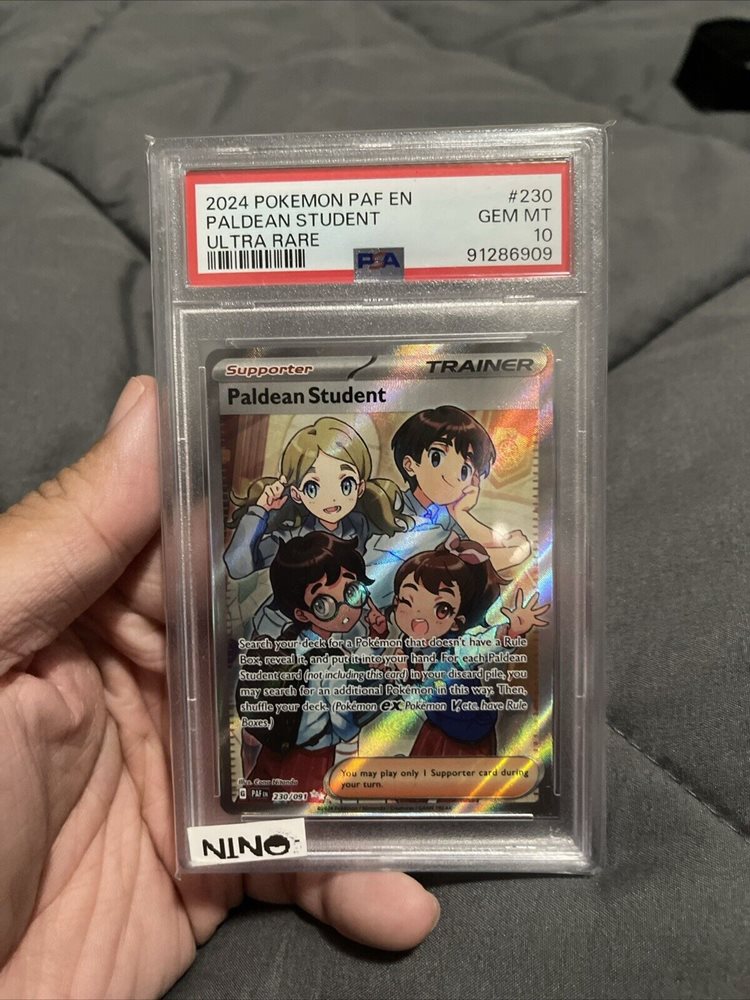 2024 POKEMON PAF EN #230
PALDEAN STUDENT GEM MT
ULTRA RARE 10
PSA 91286909
Supporter TRAINER
Paldean Student
Search your deck for a Pokémon that doesn't have a Rule
Box, reveal it, and put it into your hand. For each Paldean
Student card (not including this card) in your discard pile, you
may search for an additional Pokémon in this way. Then,
shuffle your deck. (Pokémon ex, Pokémon V, etc. have Rule
Boxes.)
You may play only 1 Supporter card during
your turn.
G PAF EN 230/091
NINO